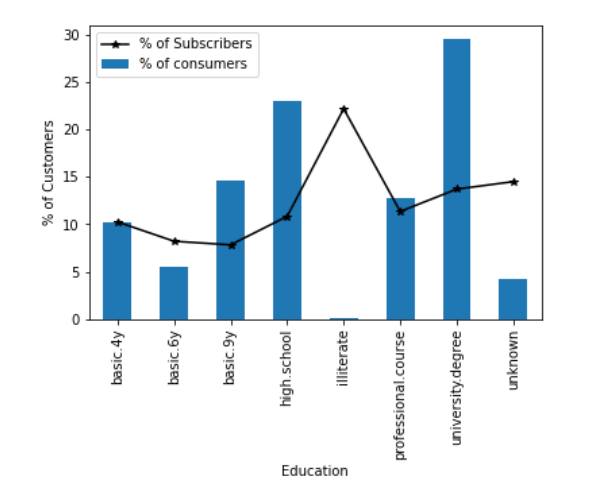 30
25
20
15
10
5
0
% of Customers
% of Subscribers
% of consumers
basic.4y
basic.6y
basic.9y
high.school
illiterate
professional.course
university.degree
unknown
Education